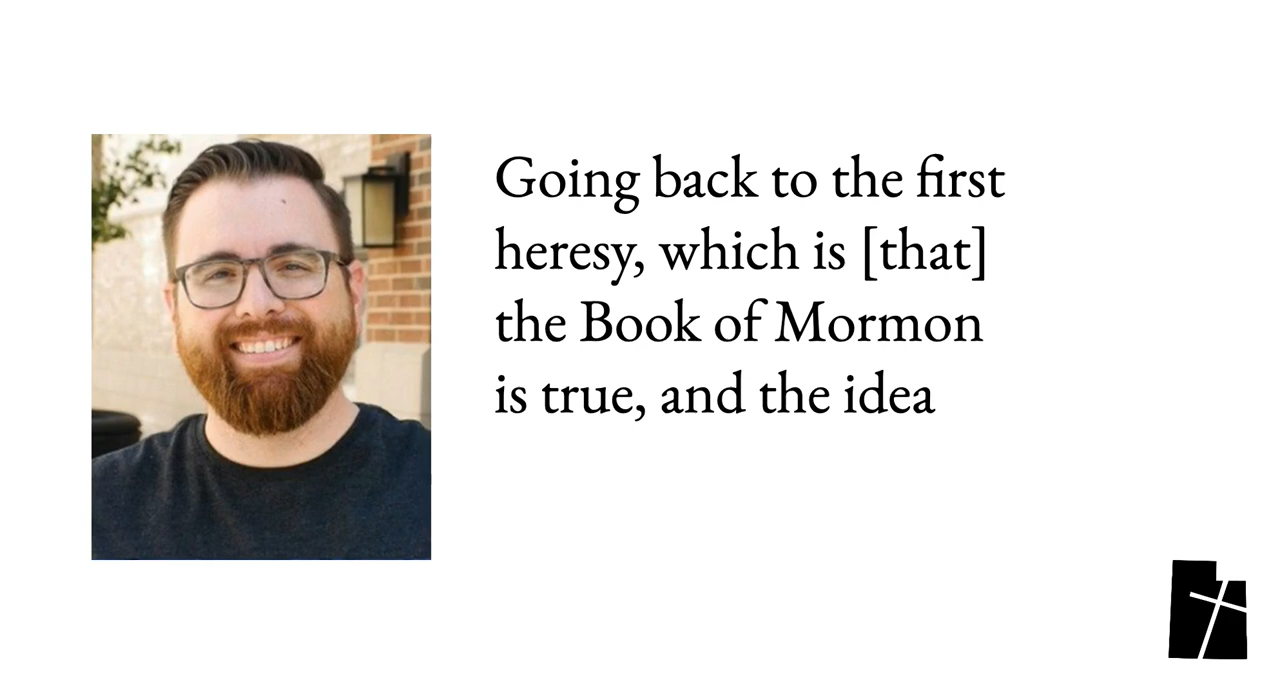 Going back to the first
heresy, which is [that]
the Book of Mormon
is true, and the idea